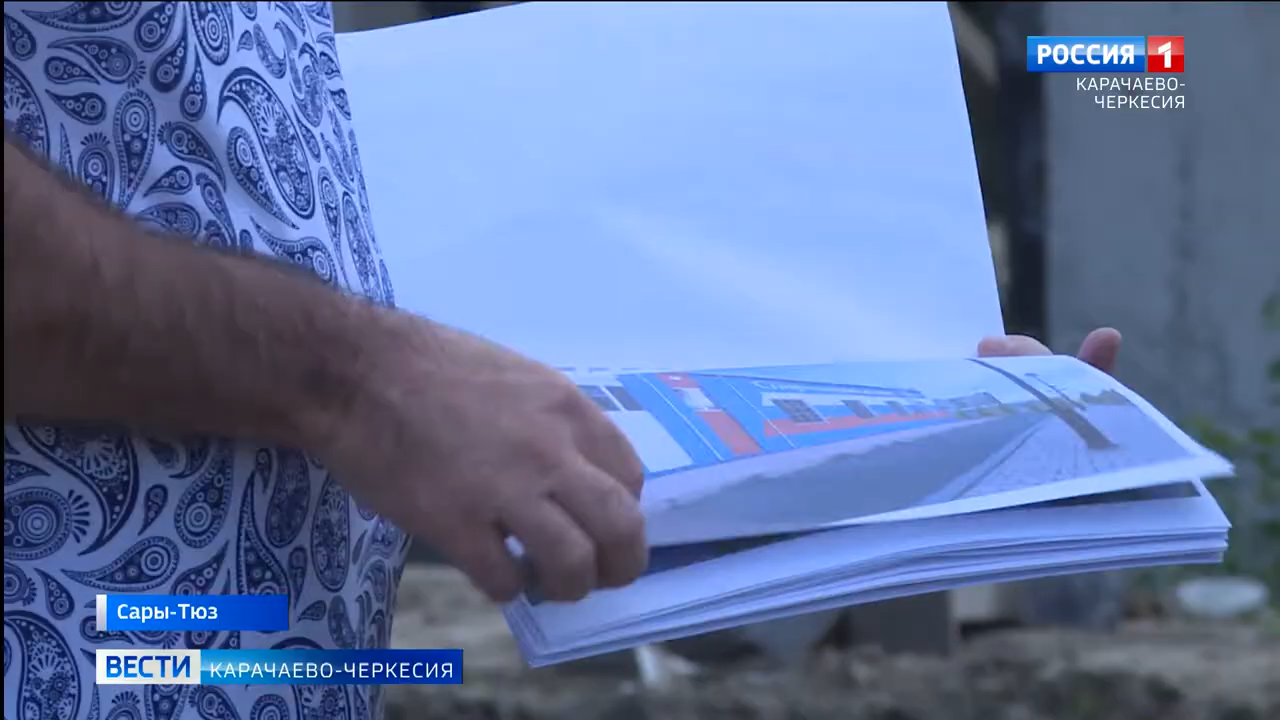 РОССИЯ 1
КАРАЧАЕВО-
ЧЕРКЕСИЯ
Сары-Тюз
ВЕСТИ КАРАЧАЕВО-ЧЕРКЕСИЯ